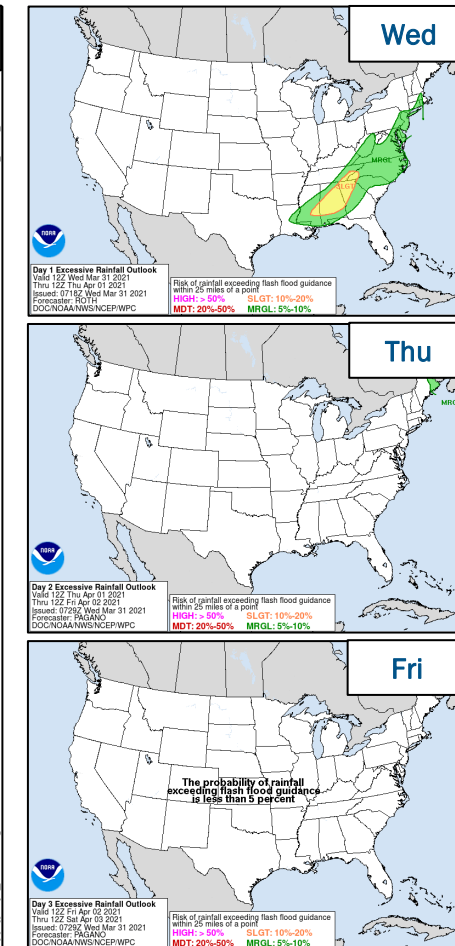 Wed
MRGL
SLGT
NOAA
Day 1 Excessive Rainfall Outlook
Valid 12Z Wed Mar 31 2021
Thru 12Z Thu Apr 01 2021
Issued: 0718Z Wed Mar 31 2021
Forecaster: ROTH
DOC/NOAA/NWS/NCEP/WPC
Risk of rainfall exceeding flash flood guidance
within 25 miles of a point
HIGH: > 50% SLGT: 10%-20%
MDT: 20%-50% MRGL: 5%-10%
Thu
MRG
NOAA
Day 2 Excessive Rainfall Outlook
Valid 12Z Thu Apr 01 2021
Thru 12Z Fri Apr 02 2021
Issued: 0729Z Wed Mar 31 2021
Forecaster: PAGANO
DOC/NOAA/NWS/NCEP/WPC
Risk of rainfall exceeding flash flood guidance
within 25 miles of a point
HIGH: > 50% SLGT: 10%-20%
MDT: 20%-50% MRGL: 5%-10%
Fri
The probability of rainfall
exceeding flash flood guidance
is less than 5 percent
NOAA
Day 3 Excessive Rainfall Outlook
Valid 12Z Fri Apr 02 2021
Thru 12Z Sat Apr 03 2021
Issued: 0729Z Wed Mar 31 2021
Forecaster: PAGANO
DOC/NOAA/NWS/NCEP/WPC
Risk of rainfall exceeding flash flood guidance
within 25 miles of a point
HIGH: > 50% SLGT: 10%-20%
MDT: 20%-50% MRGL: 5%-10%